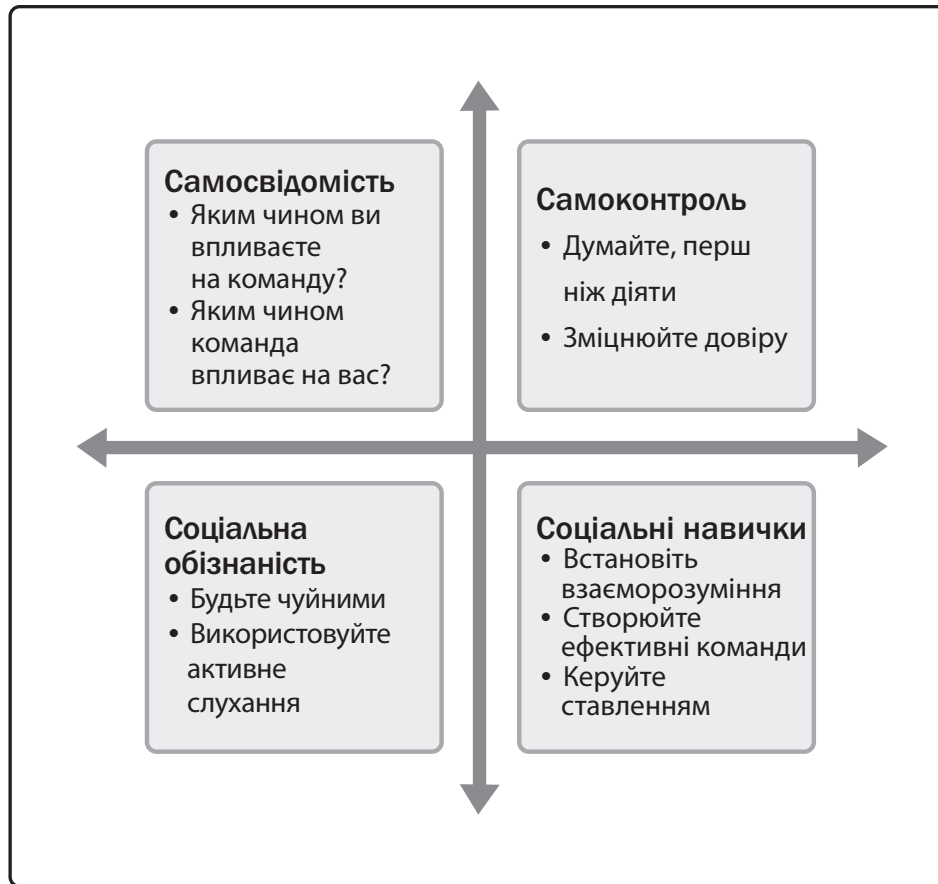 Самосвідомість
• Яким чином ви
впливаєте
на команду?
• Яким чином
команда
впливає на вас?
Самоконтроль
• Думайте, перш
ніж діяти
• Зміцнюйте довіру
Соціальна
обізнаність
• Будьте чуйними
• Використовуйте
активне
слухання
Соціальні навички
• Встановіть
взаєморозуміння
• Створюйте
ефективні команди
• Керуйте
ставленням